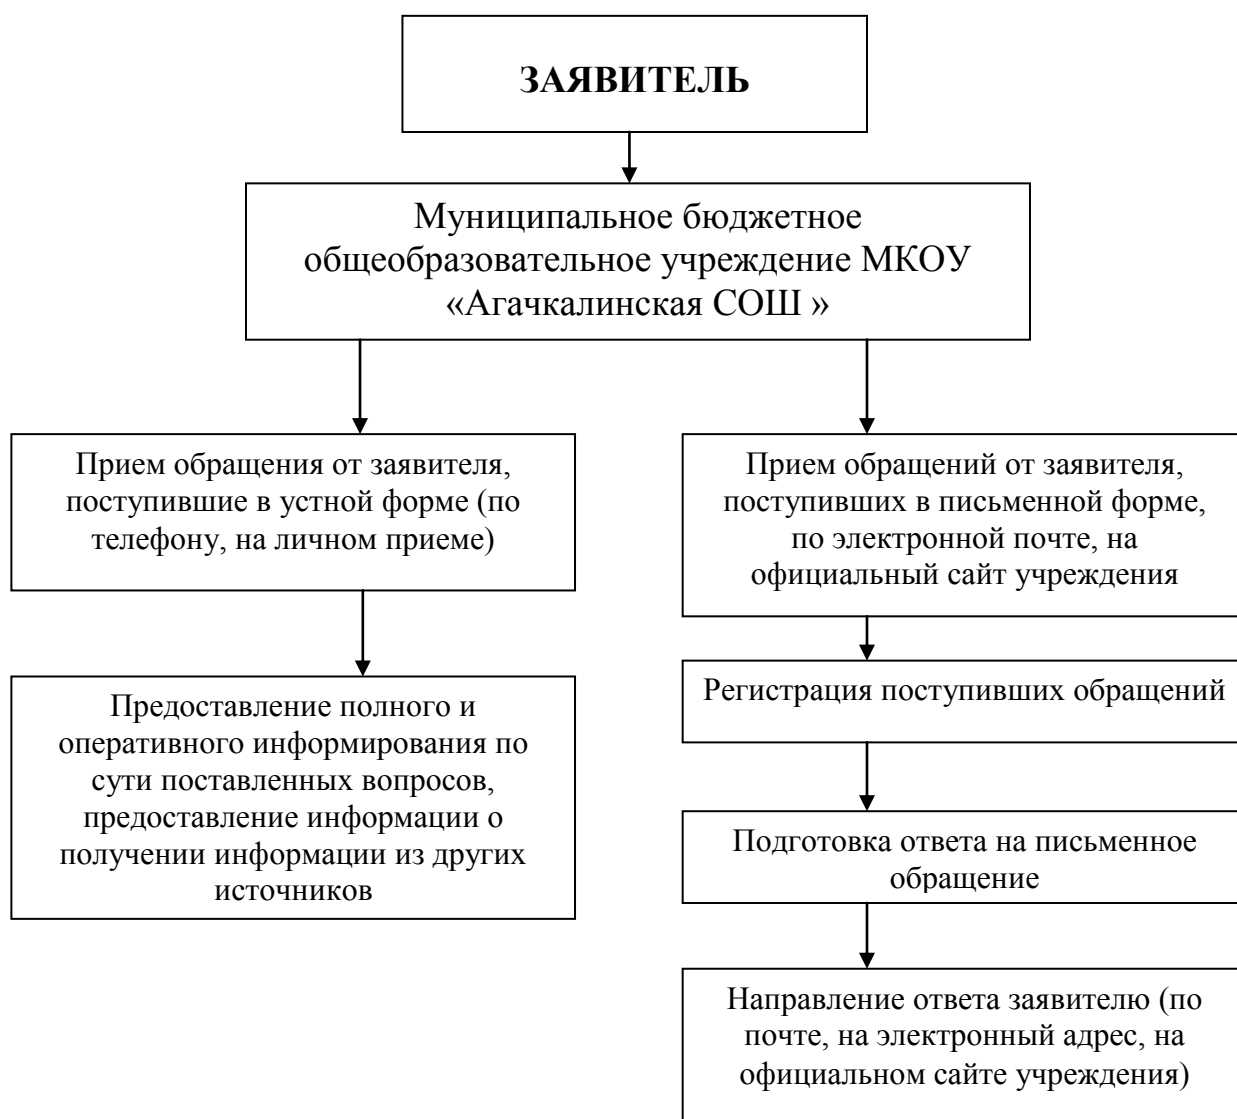 ЗАЯВИТЕЛЬ
Муниципальное бюджетное
общеобразовательное учреждение МКОУ
«Агачкалинская СОШ »
Прием обращения от заявителя,
поступившие в устной форме (по
телефону, на личном приеме)
Предоставление полного и
оперативного информирования по
сути поставленных вопросов,
предоставление информации о
получении информации из других
источников
Прием обращений от заявителя,
поступивших в письменной форме,
по электронной почте, на
официальный сайт учреждения
Регистрация поступивших обращений
Подготовка ответа на письменное
обращение
Направление ответа заявителю (по
почте, на электронный адрес, на
официальном сайте учреждения)